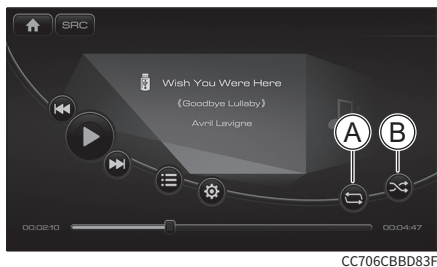 SRC
Wish You Were Here
《Goodbye Lullaby》
Avril Lavigne
A
B
00:02:10
00:04:47
CC706CBBD83F